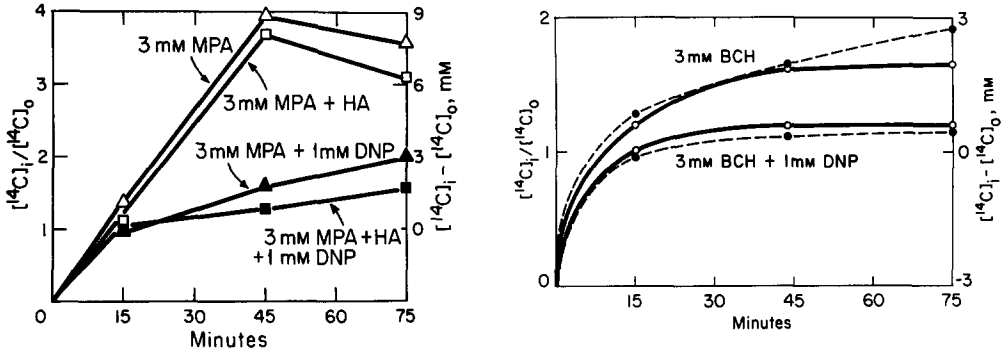 4
3
2
1
0
15
30
45
60
75
Minutes
[¹⁴C]ᵢ/[¹⁴C]ₒ
9
6
3
0
[¹⁴C]ᵢ – [¹⁴C]ₒ, mM
3 mM MPA
3 mM MPA + HA
3 mM MPA + 1 mM DNP
3 mM MPA + HA
+ 1 mM DNP
2
1
0
15
30
45
60
75
Minutes
[¹⁴C]ᵢ/[¹⁴C]ₒ
3
0
-3
[¹⁴C]ᵢ – [¹⁴C]ₒ, mM
3 mM BCH
3 mM BCH + 1 mM DNP